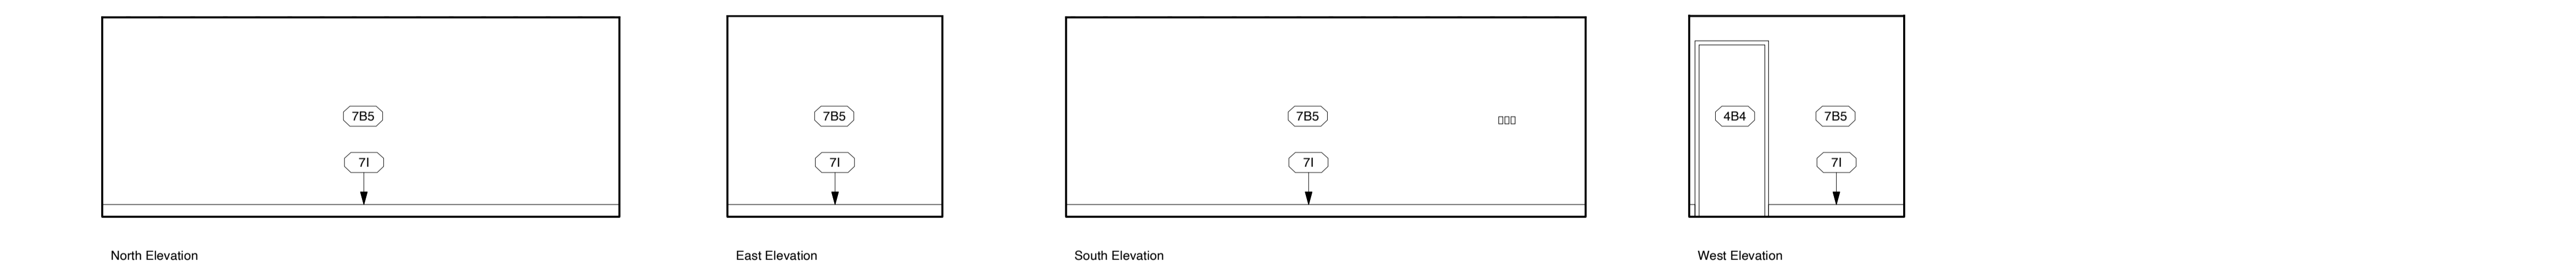 7B5
7I
North Elevation
7B5
7I
East Elevation
7B5
7I
South Elevation
4B4
7B5
7I
West Elevation